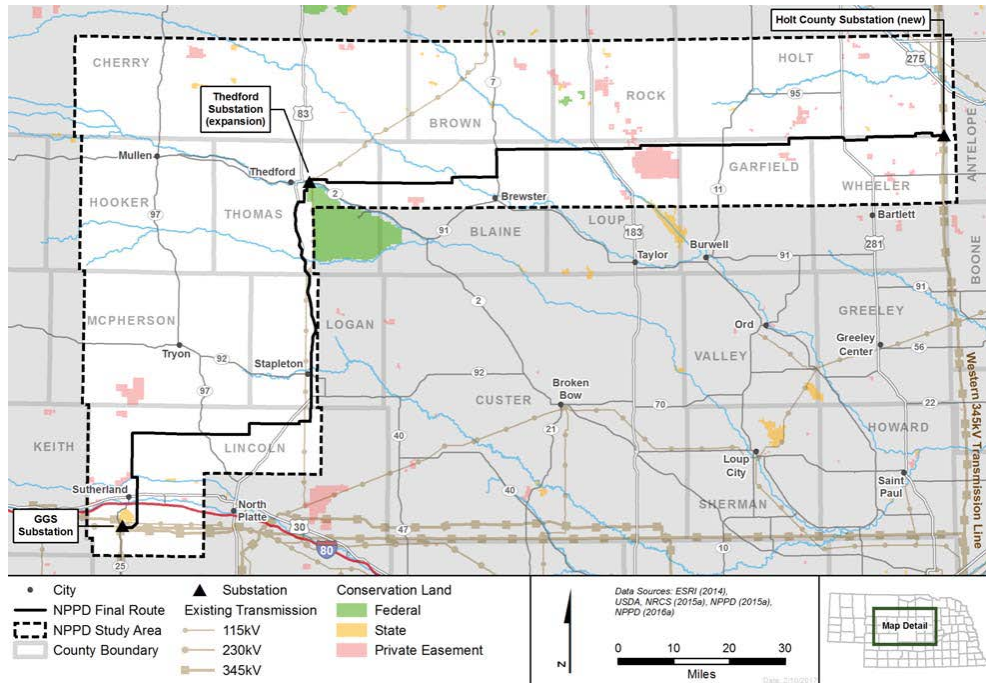 Holt County Substation (new)
CHERRY
HOLT
275
Thedford
Substation
(expansion)
83
7
ROCK
95
BROWN
ANTELOPE
Mullen
Thedford
GARFIELD
2
WHEELER
HOOKER
THOMAS
Brewster
11
97
LOUP
Bartlett
91
BLAINE
183
281
Taylor
Burwell
91
BOONE
2
91
MCPHERSON
LOGAN
GREELEY
Ord
Tryon
92
Greeley
Center
56
Stapleton
VALLEY
92
97
Broken
Bow
CUSTER
70
22
KEITH
LINCOLN
21
HOWARD
40
Western 345kV Transmission Line
Loup
City
Sutherland
40
Saint
Paul
North
Platte
SHERMAN
GGS
Substation
30
47
80
10
25
City
NPPD Final Route
NPPD Study Area
County Boundary
Substation
Existing Transmission
115kV
230kV
345kV
Conservation Land
Federal
State
Private Easement
N
Data Sources: ESRI (2014),
USDA, NRCS (2015a), NPPD (2015a),
NPPD (2016a)
0 10 20 30
Miles
Map Detail